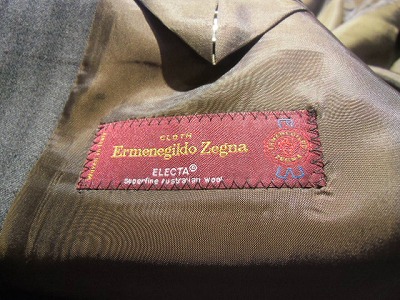 CLOTH
Ermenegildo Zegna
ELECTA®
Superfine Australian Wool